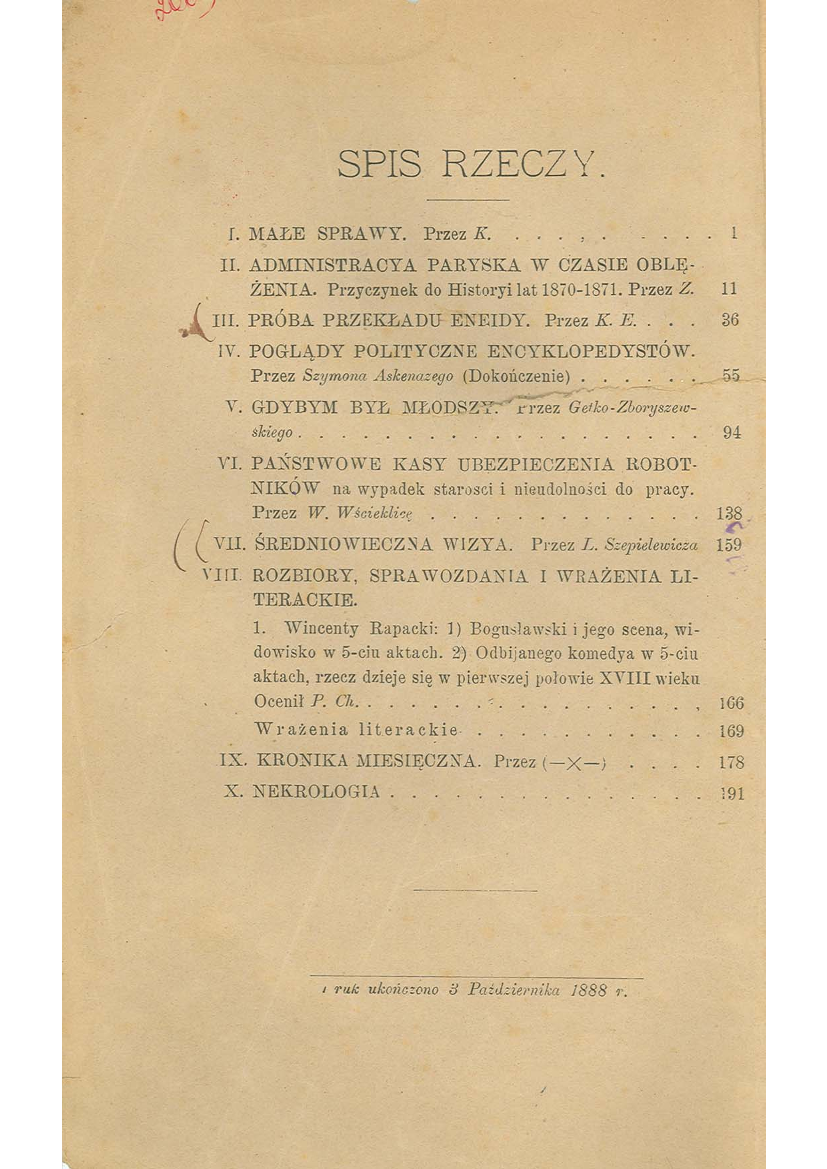 SPIS RZECZY.
I. MAŁE SPRAWY. Przez K. . . . , . . . . . 1
II. ADMINISTRACYA PARYSKA W CZASIE OBLĘ-
ŻENIA. Przyczynek do Historyi lat 1870-1871. Przez Z. 11
III. PRÓBA PRZEKŁADU ENEIDY. Przez K. E. . . . 36
IV. POGLĄDY POLITYCZNE ENCYKLOPEDYSTÓW.
Przez Szymona Askenazego (Dokończenie) . . . . . . 55
V. GDYBYM BYŁ MŁODSZY. Przez Getko-Zboryszew-
skiego . . . . . . . . . . . . . . . . . . 94
VI. PAŃSTWOWE KASY UBEZPIECZENIA ROBOT-
NIKÓW na wypadek starosci i nieudolności do pracy.
Przez W. Wścieklicę . . . . . . . . . . . . . 138
VII. ŚREDNIOWIECZNA WIZYA. Przez L. Szepielewicza 159
VIII. ROZBIORY, SPRAWOZDANIA I WRAŻENIA LI-
TERACKIE.
1. Wincenty Rapacki: 1) Bogusławski i jego scena, wi-
dowisko w 5-ciu aktach. 2) Odbijanego komedya w 5-ciu
aktach, rzecz dzieje się w pierwszej połowie XVIII wieku
Ocenił P. Ch. . . . . . . . . . . . . . . . , 166
Wrażenia literackie . . . . . . . . . . . 169
IX. KRONIKA MIESIĘCZNA. Przez (—X—) . . . . 178
X. NEKROLOGIA . . . . . . . . . . . . . . . 191
ruk ukończono 3 Października 1888 r.